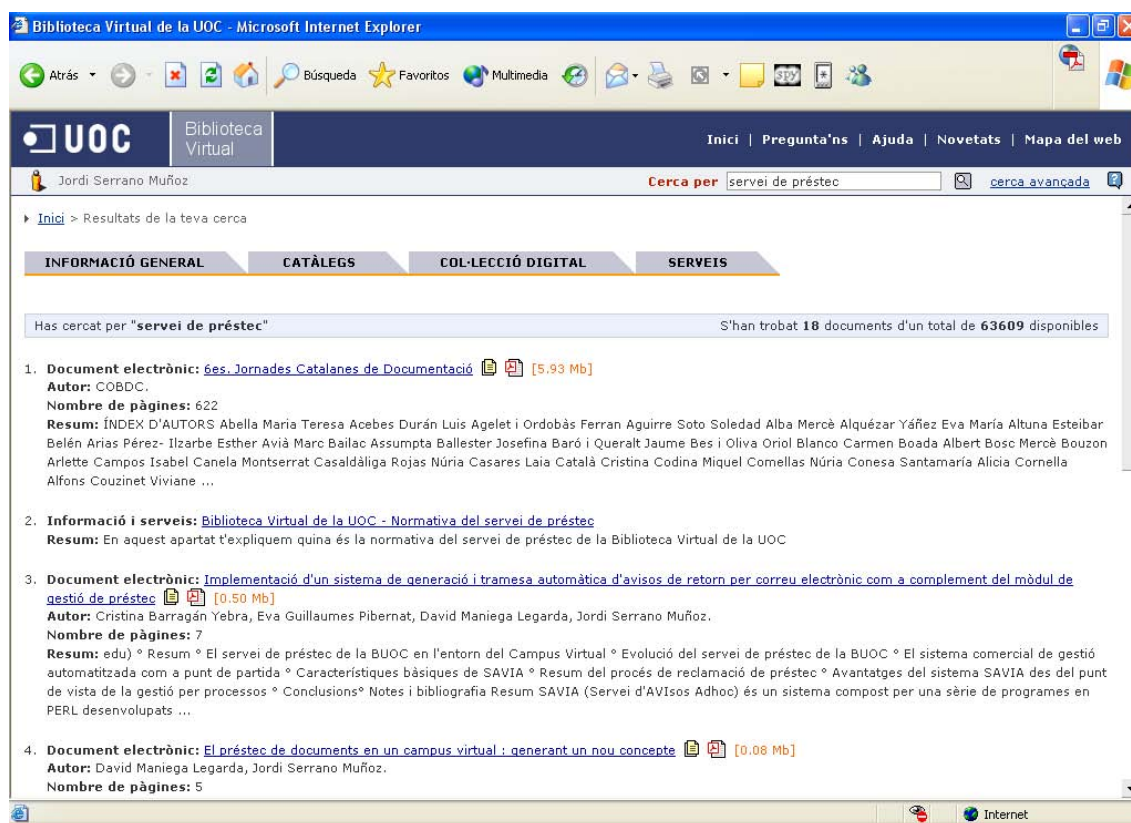 Biblioteca Virtual de la UOC - Microsoft Internet Explorer
Atrás Búsqueda Favoritos Multimedia SPY
UOC Biblioteca Virtual
Inici | Pregunta'ns | Ajuda | Novetats | Mapa del web
Jordi Serrano Muñoz Cerca per servei de préstec cerca avançada
Inici > Resultats de la teva cerca
INFORMACIÓ GENERAL CATÀLEGS COL·LECCIÓ DIGITAL SERVEIS
Has cercat per "servei de préstec" S'han trobat 18 documents d'un total de 63609 disponibles
1. Document electrònic: 6es. Jornades Catalanes de Documentació [5.93 Mb]
Autor: COBDC.
Nombre de pàgines: 622
Resum: ÍNDEX D'AUTORS Abella Maria Teresa Acebes Durán Luis Agelet i Ordobàs Ferran Aguirre Soto Soledad Alba Mercè Alquézar Yáñez Eva María Altuna Esteibar
Belén Arias Pérez- Ilzarbe Esther Avià Marc Bailac Assumpta Ballester Josefina Baró i Queralt Jaume Bes i Oliva Oriol Blanco Carmen Boada Albert Bosc Mercè Bouzon
Arlette Campos Isabel Canela Montserrat Casaldàliga Rojas Núria Casares Laia Català Cristina Codina Miquel Comellas Núria Conesa Santamaría Alicia Cornella
Alfons Couzinet Viviane ...
2. Informació i serveis: Biblioteca Virtual de la UOC - Normativa del servei de préstec
Resum: En aquest apartat t'expliquem quina és la normativa del servei de préstec de la Biblioteca Virtual de la UOC
3. Document electrònic: Implementació d'un sistema de generació i tramesa automàtica d'avisos de retorn per correu electrònic com a complement del mòdul de
gestió de préstec [0.50 Mb]
Autor: Cristina Barragán Yebra, Eva Guillaumes Pibernat, David Maniega Legarda, Jordi Serrano Muñoz.
Nombre de pàgines: 7
Resum: edu) ° Resum ° El servei de préstec de la BUOC en l'entorn del Campus Virtual ° Evolució del servei de préstec de la BUOC ° El sistema comercial de gestió
automatitzada com a punt de partida ° Característiques bàsiques de SAVIA ° Resum del procés de reclamació de préstec ° Avantatges del sistema SAVIA des del punt
de vista de la gestió per processos ° Conclusions° Notes i bibliografia Resum SAVIA (Servei d'AVIsos Adhoc) és un sistema compost per una sèrie de programes en
PERL desenvolupats ...
4. Document electrònic: El préstec de documents en un campus virtual : generant un nou concepte [0.08 Mb]
Autor: David Maniega Legarda, Jordi Serrano Muñoz.
Nombre de pàgines: 5
Internet